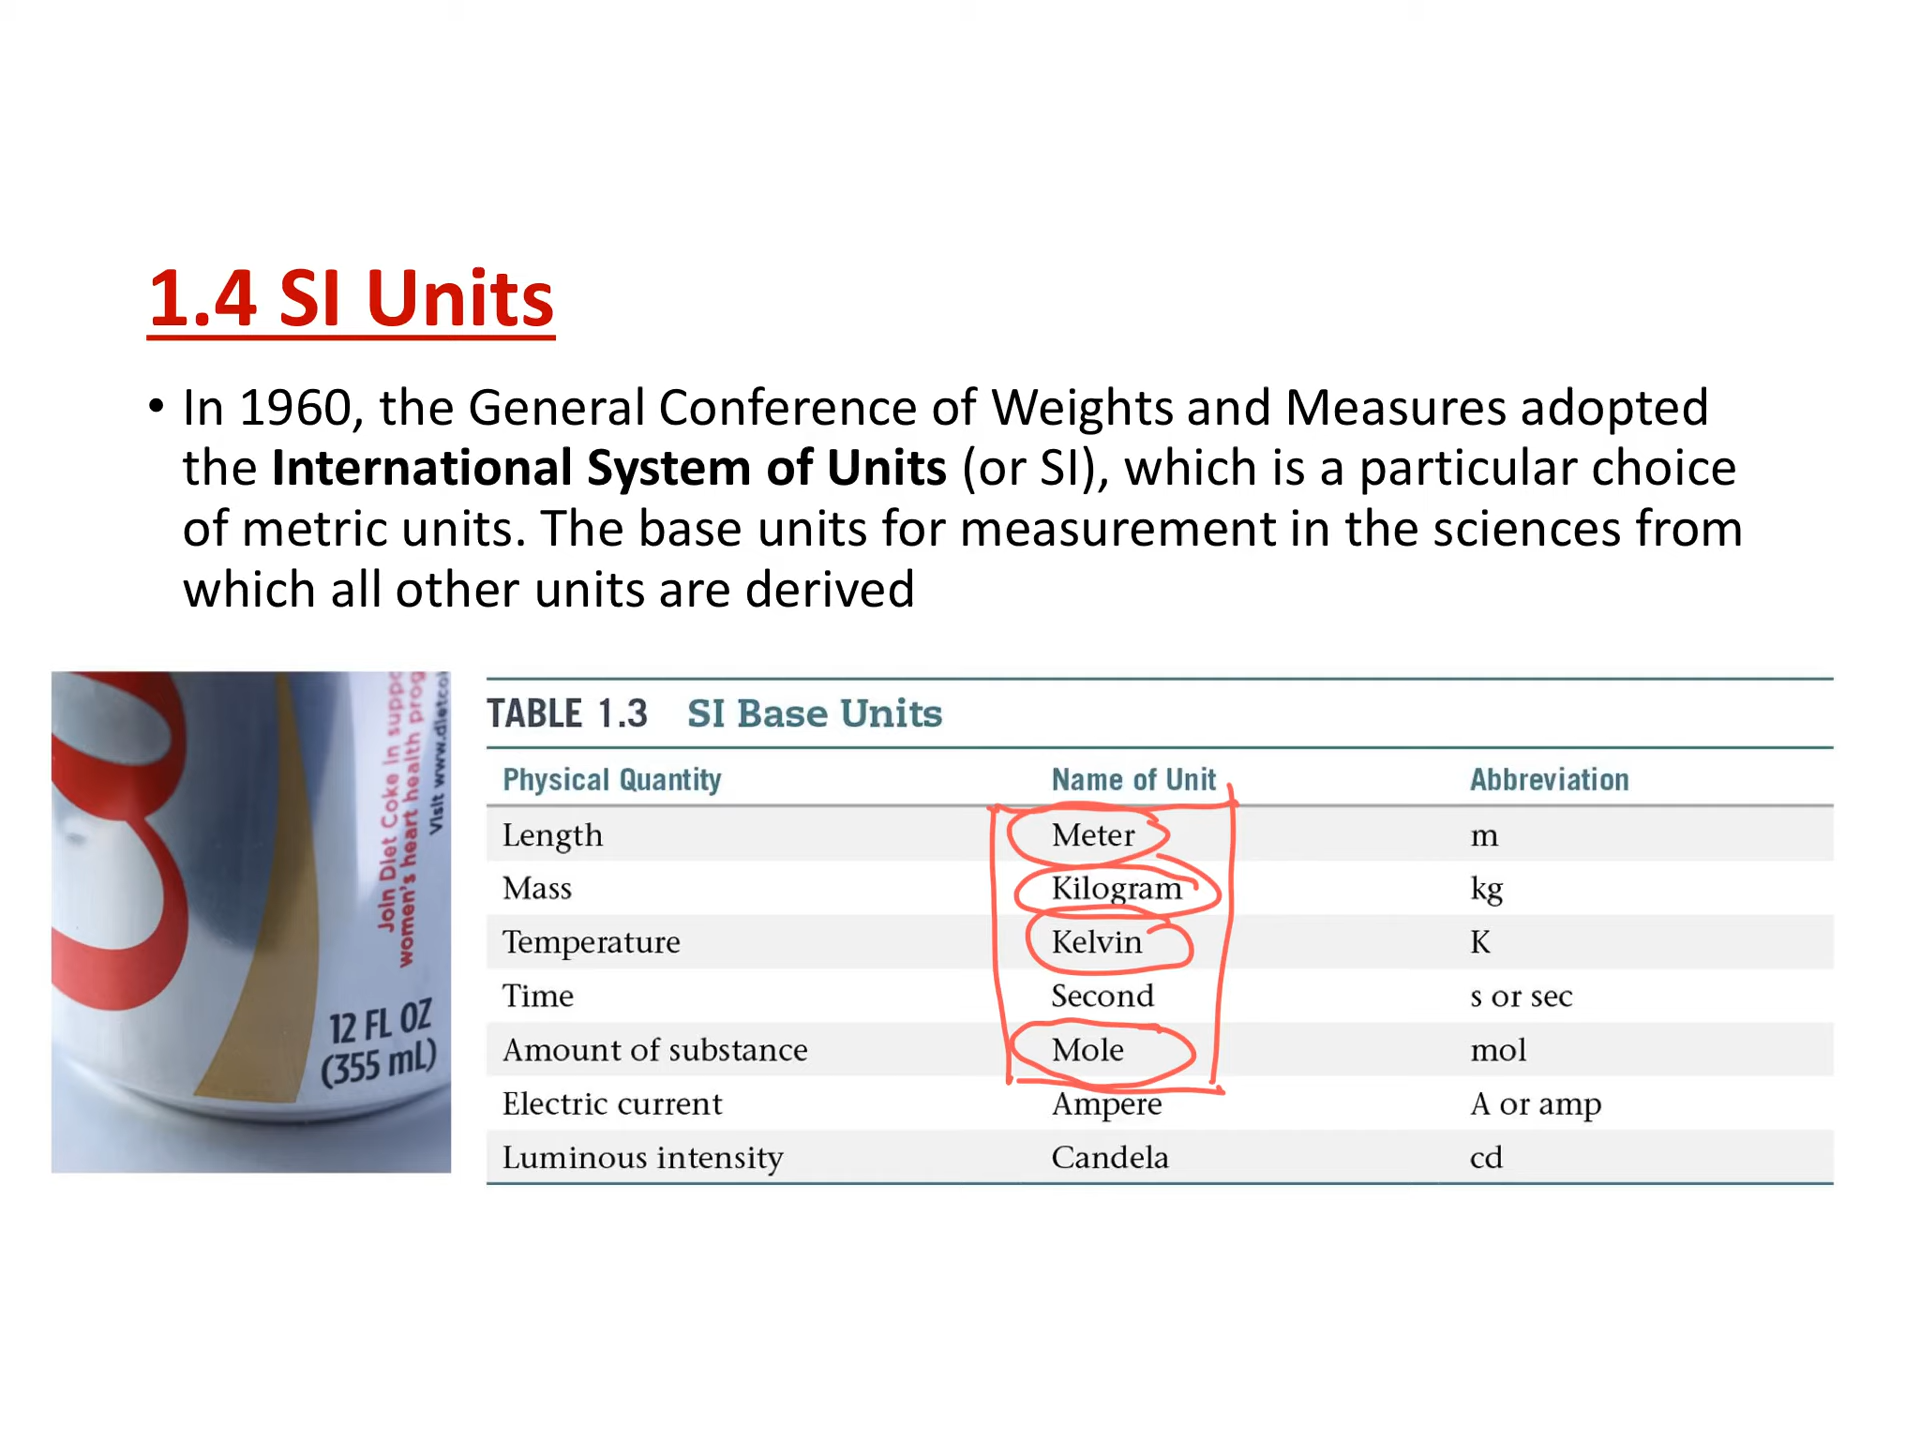 1.4 SI Units
• In 1960, the General Conference of Weights and Measures adopted
the International System of Units (or SI), which is a particular choice
of metric units. The base units for measurement in the sciences from
which all other units are derived
Join Diet Coke in
women's heart health
Visit
12 FL OZ
(355 mL)
TABLE 1.3 SI Base Units
Physical Quantity Name of Unit Abbreviation
Length Meter m
Mass Kilogram kg
Temperature Kelvin K
Time Second s or sec
Amount of substance Mole mol
Electric current Ampere A or amp
Luminous intensity Candela cd